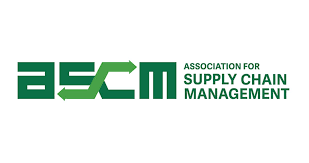 ascm
ASSOCIATION FOR
SUPPLY CHAIN
MANAGEMENT